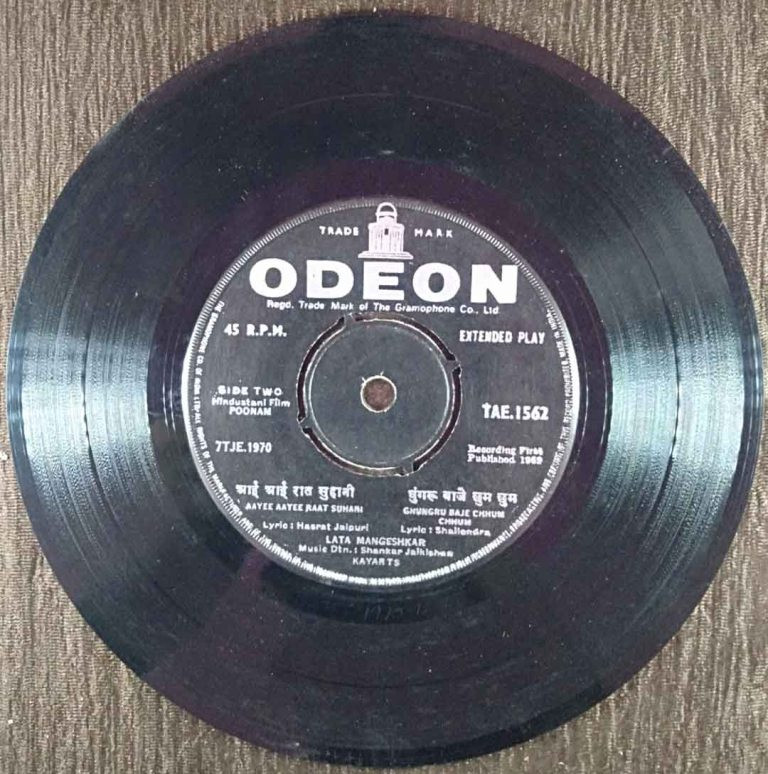 TRADE MARK
ODEON
Regd. Trade Mark of The Gramophone Co., Ltd.
45 R.P.M.
EXTENDED PLAY
SIDE TWO
Hindustani Film
POONAM
TAE.1562
7TJE.1970
Recording First
Published 1969
आई आई रात सुहानी
घुंगरू बाजे छुम छुम
AAYEE AAYEE RAAT SUHANI
GHUNGRU BAJE CHHUM
CHHUM
Lyric : Hasrat Jaipuri
Lyric : Shailendra
LATA MANGESHKAR
Music Dtn. : Shankar Jaikishan
KAYARTS